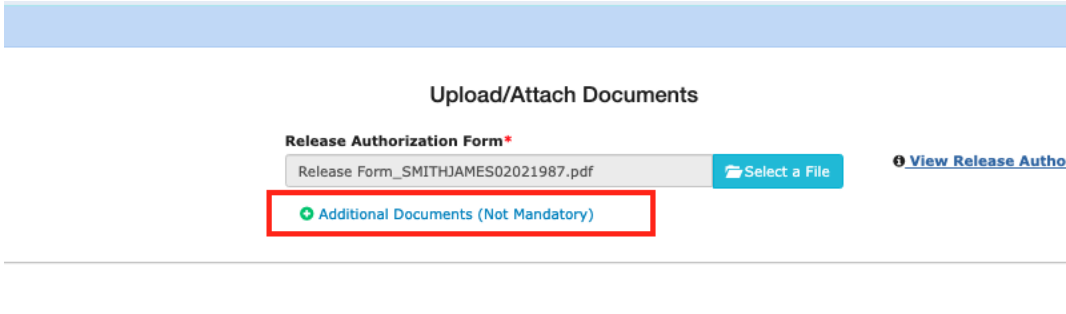 Upload/Attach Documents
Release Authorization Form*
Release Form_SMITHJAMES02021987.pdf
Select a File
View Release Autho
Additional Documents (Not Mandatory)